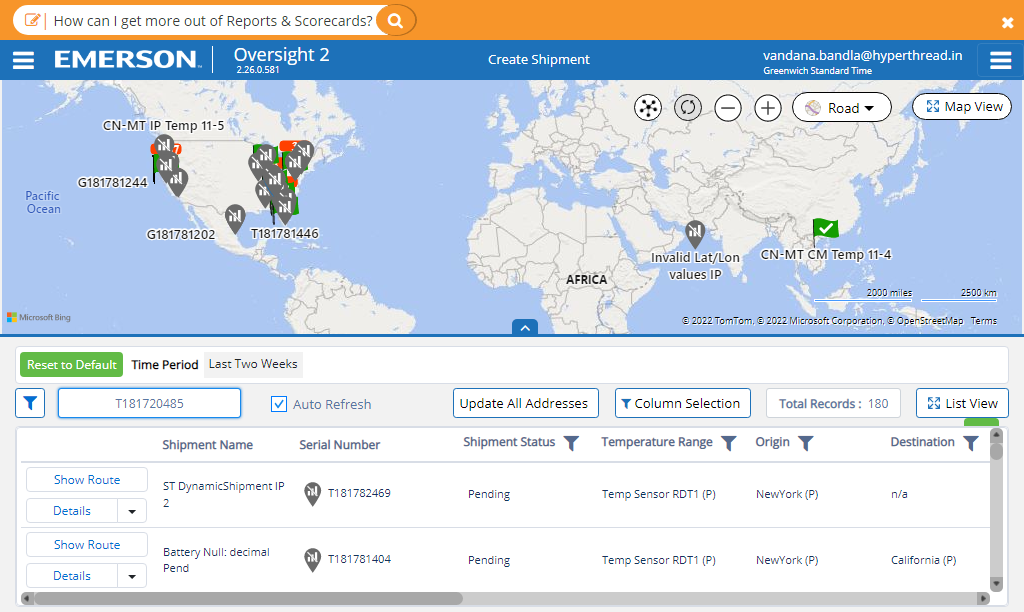 How can I get more out of Reports & Scorecards?
EMERSON
Oversight 2
2.26.0.581
Create Shipment
vandana.bandla@hyperthread.in
Greenwich Standard Time
Road
Map View
CN-MT IP Temp 11-5
7
G181781244
Pacific
Ocean
G181781202
T181781446
Invalid Lat/Lon
values IP
CN-MT CM Temp 11-4
AFRICA
2000 miles
2500 km
Microsoft Bing
© 2022 TomTom, © 2022 Microsoft Corporation, © OpenStreetMap Terms
Reset to Default
Time Period
Last Two Weeks
T181720485
Auto Refresh
Update All Addresses
Column Selection
Total Records : 180
List View
Shipment Name
Serial Number
Shipment Status
Temperature Range
Origin
Destination
Show Route
Details
ST DynamicShipment IP
2
T181782469
Pending
Temp Sensor RDT1 (P)
NewYork (P)
n/a
Show Route
Details
Battery Null: decimal
Pend
T181781404
Pending
Temp Sensor RDT1 (P)
NewYork (P)
California (P)